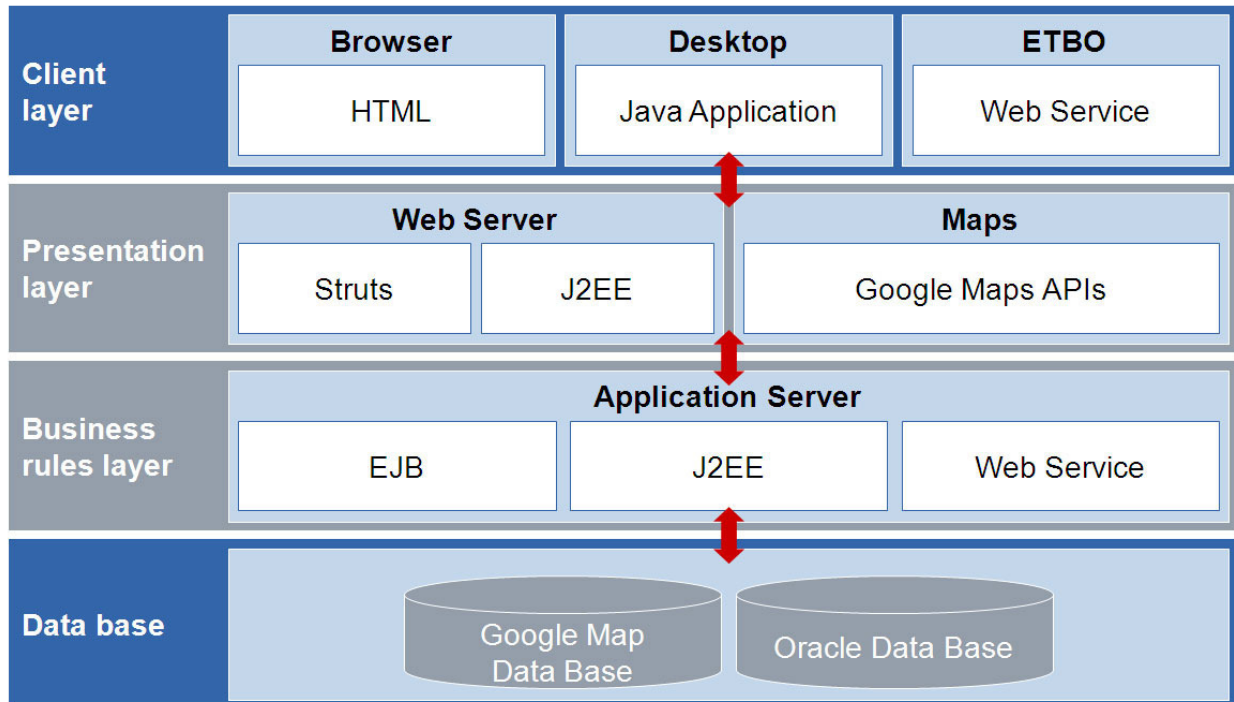 Client
layer
Browser
HTML
Desktop
Java Application
ETBO
Web Service
Presentation
layer
Web Server
Struts
J2EE
Maps
Google Maps APIs
Business
rules layer
Application Server
EJB
J2EE
Web Service
Data base
Google Map
Data Base
Oracle Data Base